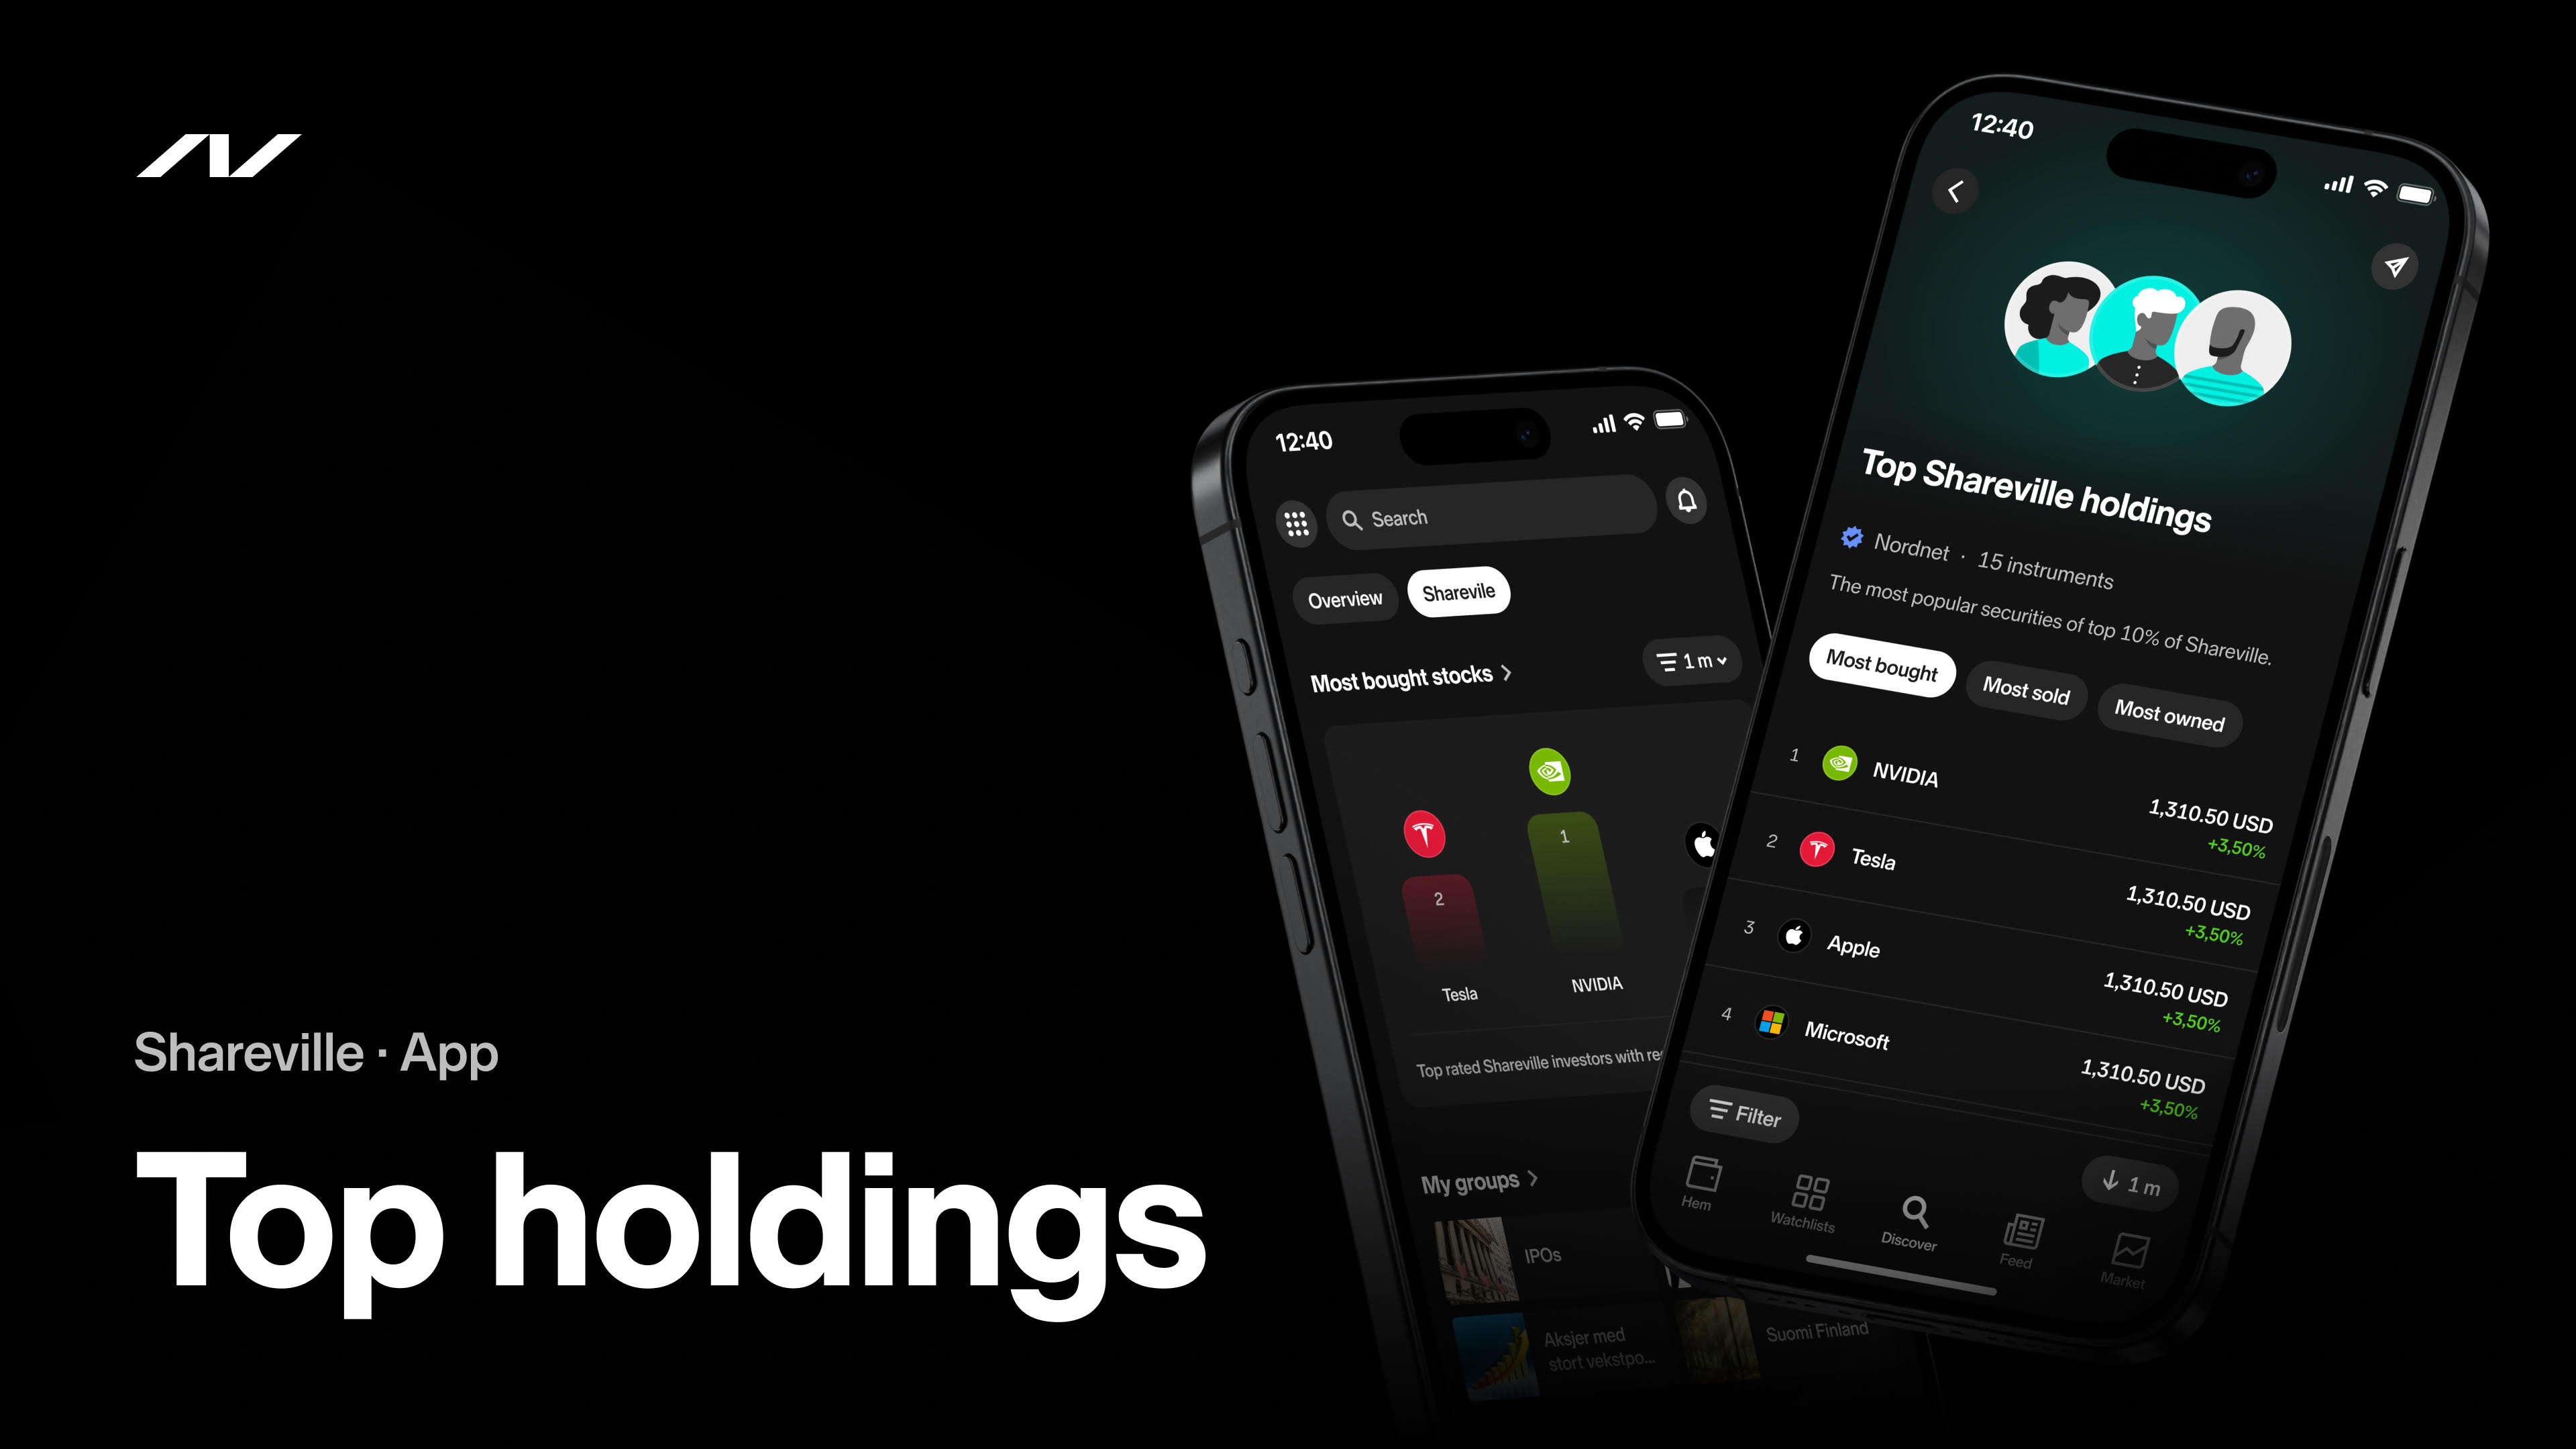 Shareville · App
Top holdings
12:40
Search
Overview
Sharevile
Most bought stocks
1 m
1
2
Tesla
NVIDIA
Top rated Shareville investors with
My groups
IPOs
Aksjer med
stort vekstpo...
Suomi Finland
12:40
Top Shareville holdings
Nordnet · 15 instruments
The most popular securities of top 10% of Shareville.
Most bought
Most sold
Most owned
1 NVIDIA 1,310.50 USD
+3,50%
2 Tesla 1,310.50 USD
+3,50%
3 Apple 1,310.50 USD
+3,50%
4 Microsoft 1,310.50 USD
+3,50%
Filter
1 m
Hem
Watchlists
Discover
Feed
Market